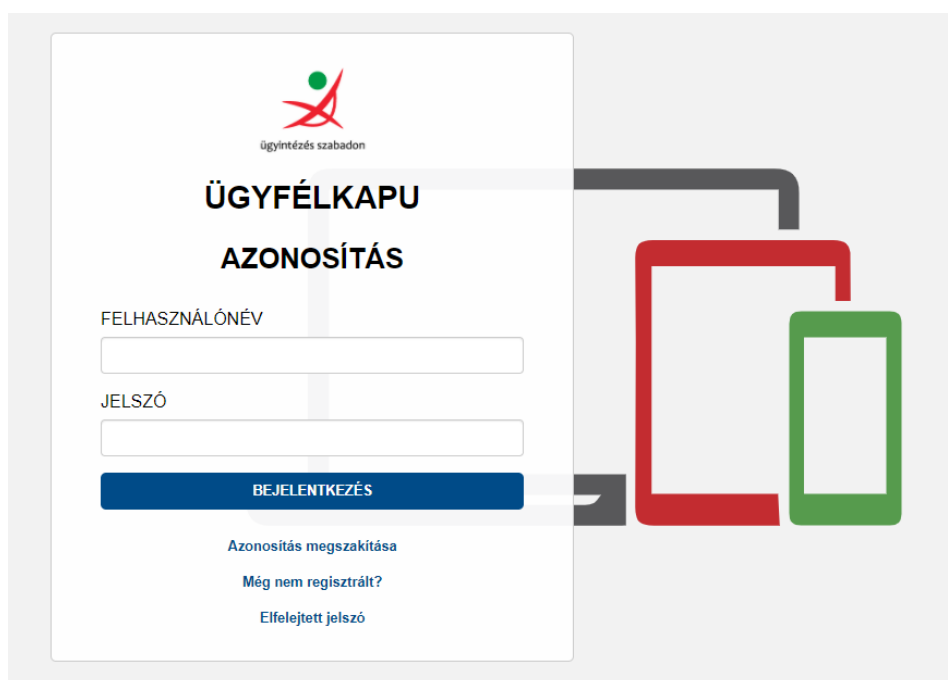 ügyintézés szabadon
ÜGYFÉLKAPU
AZONOSÍTÁS
FELHASZNÁLÓNÉV
JELSZÓ
BEJELENTKEZÉS
Azonosítás megszakítása
Még nem regisztrált?
Elfelejtett jelszó